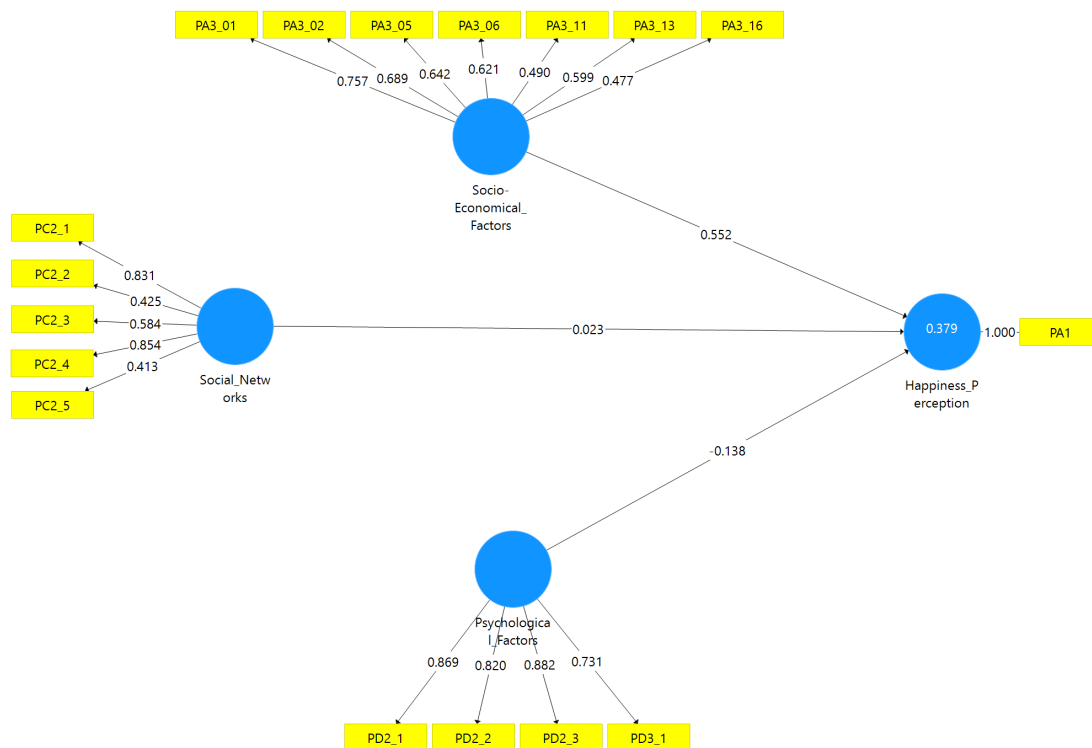 PA3_01
PA3_02
PA3_05
PA3_06
PA3_11
PA3_13
PA3_16
0.757
0.689
0.642
0.621
0.490
0.599
0.477
Socio-
Economical_
Factors
PC2_1
PC2_2
PC2_3
PC2_4
PC2_5
0.831
0.425
0.584
0.854
0.413
Social_Netw
orks
0.552
0.023
-0.138
0.379
1.000
PA1
Happiness_P
erception
Psychologica
l_Factors
0.869
0.820
0.882
0.731
PD2_1
PD2_2
PD2_3
PD3_1